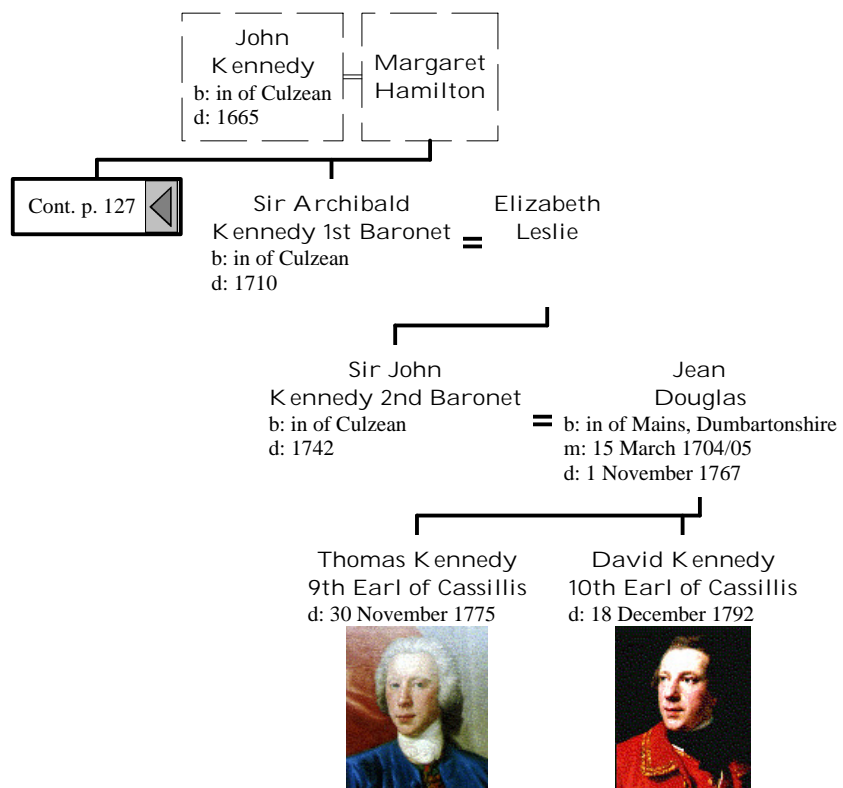 John
Kennedy
b: in of Culzean
d: 1665
Margaret
Hamilton
Cont. p. 127
Sir Archibald
Kennedy 1st Baronet
b: in of Culzean
d: 1710
Elizabeth
Leslie
Sir John
Kennedy 2nd Baronet
b: in of Culzean
d: 1742
Jean
Douglas
b: in of Mains, Dumbartonshire
m: 15 March 1704/05
d: 1 November 1767
Thomas Kennedy
9th Earl of Cassillis
d: 30 November 1775
David Kennedy
10th Earl of Cassillis
d: 18 December 1792